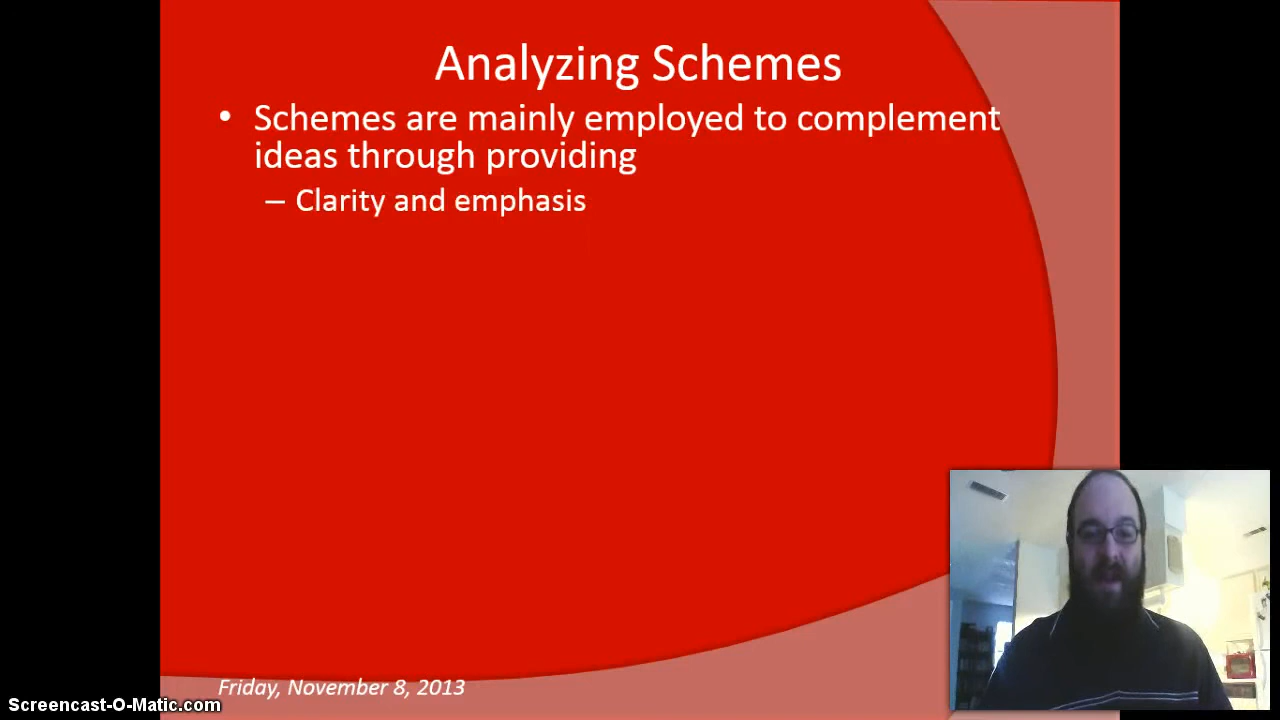 Analyzing Schemes
• Schemes are mainly employed to complement
ideas through providing
– Clarity and emphasis
Friday, November 8, 2013
Screencast-O-Matic.com